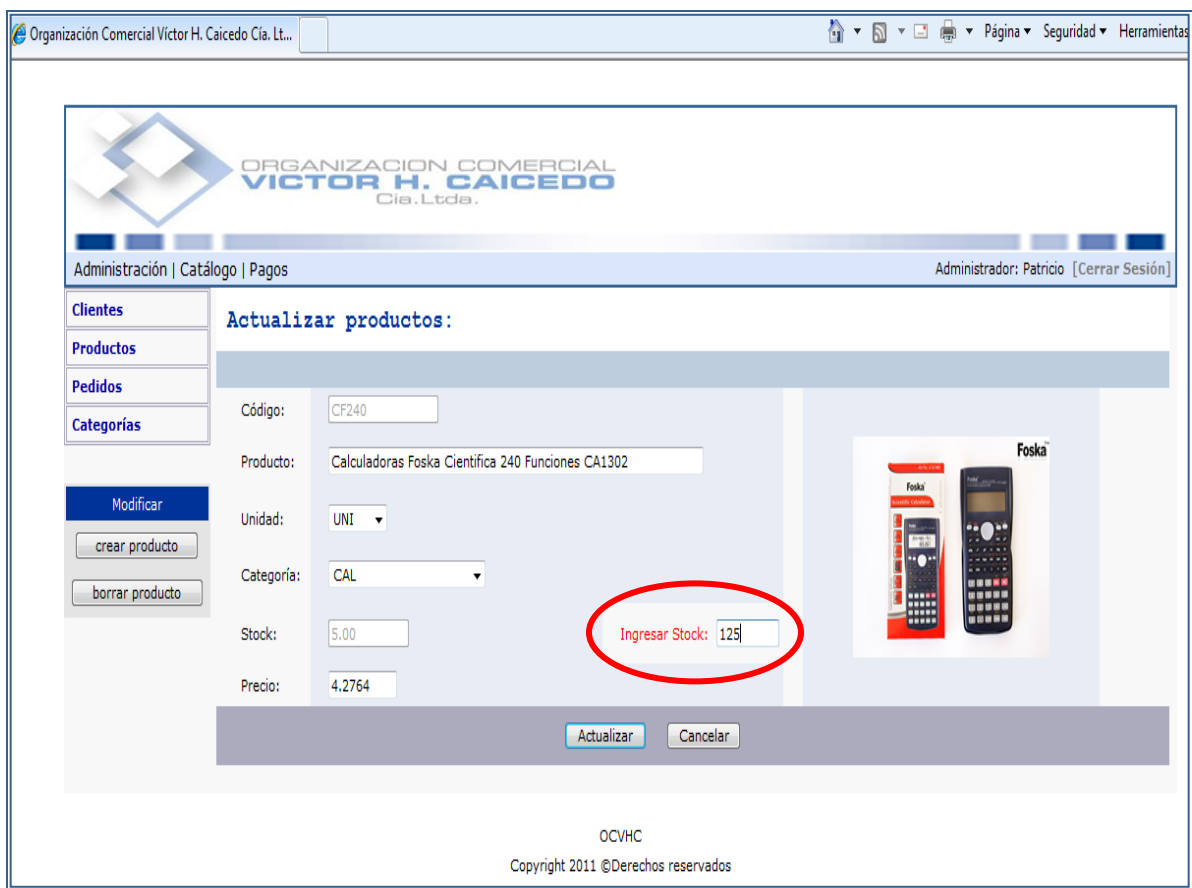 Organización Comercial Víctor H. Caicedo Cía. Lt...
Página Seguridad Herramientas
ORGANIZACION COMERCIAL
VICTOR H. CAICEDO
Cia.Ltda.
Administración | Catálogo | Pagos
Administrador: Patricio [Cerrar Sesión]
Clientes
Productos
Pedidos
Categorías
Modificar
crear producto
borrar producto
Actualizar productos:
Código: CF240
Producto: Calculadoras Foska Cientifica 240 Funciones CA1302
Unidad: UNI
Categoría: CAL
Stock: 5.00
Ingresar Stock: 125
Precio: 4.2764
Foska
Foska
Scientific Calculator
Actualizar Cancelar
OCVHC
Copyright 2011 ©Derechos reservados